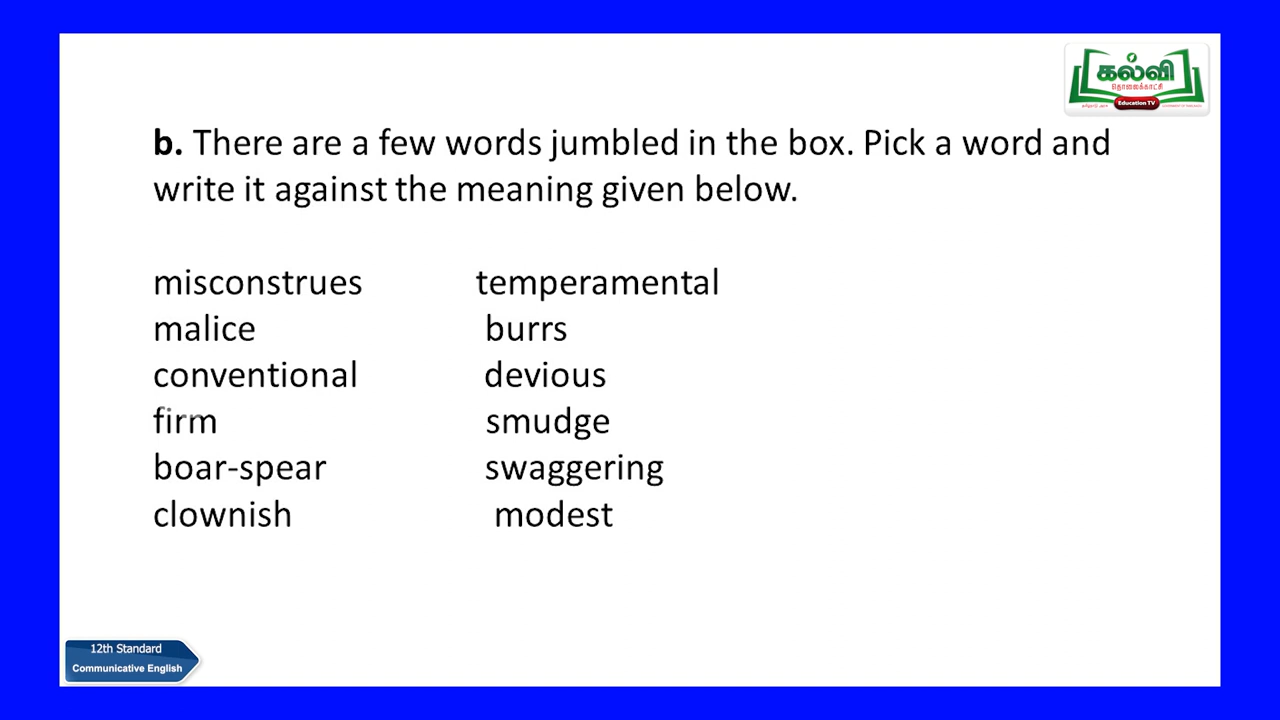 கல்வி
தொலைக்காட்சி
Education TV
b. There are a few words jumbled in the box. Pick a word and
write it against the meaning given below.
misconstrues temperamental
malice burrs
conventional devious
firm smudge
boar-spear swaggering
clownish modest
12th Standard
Communicative English